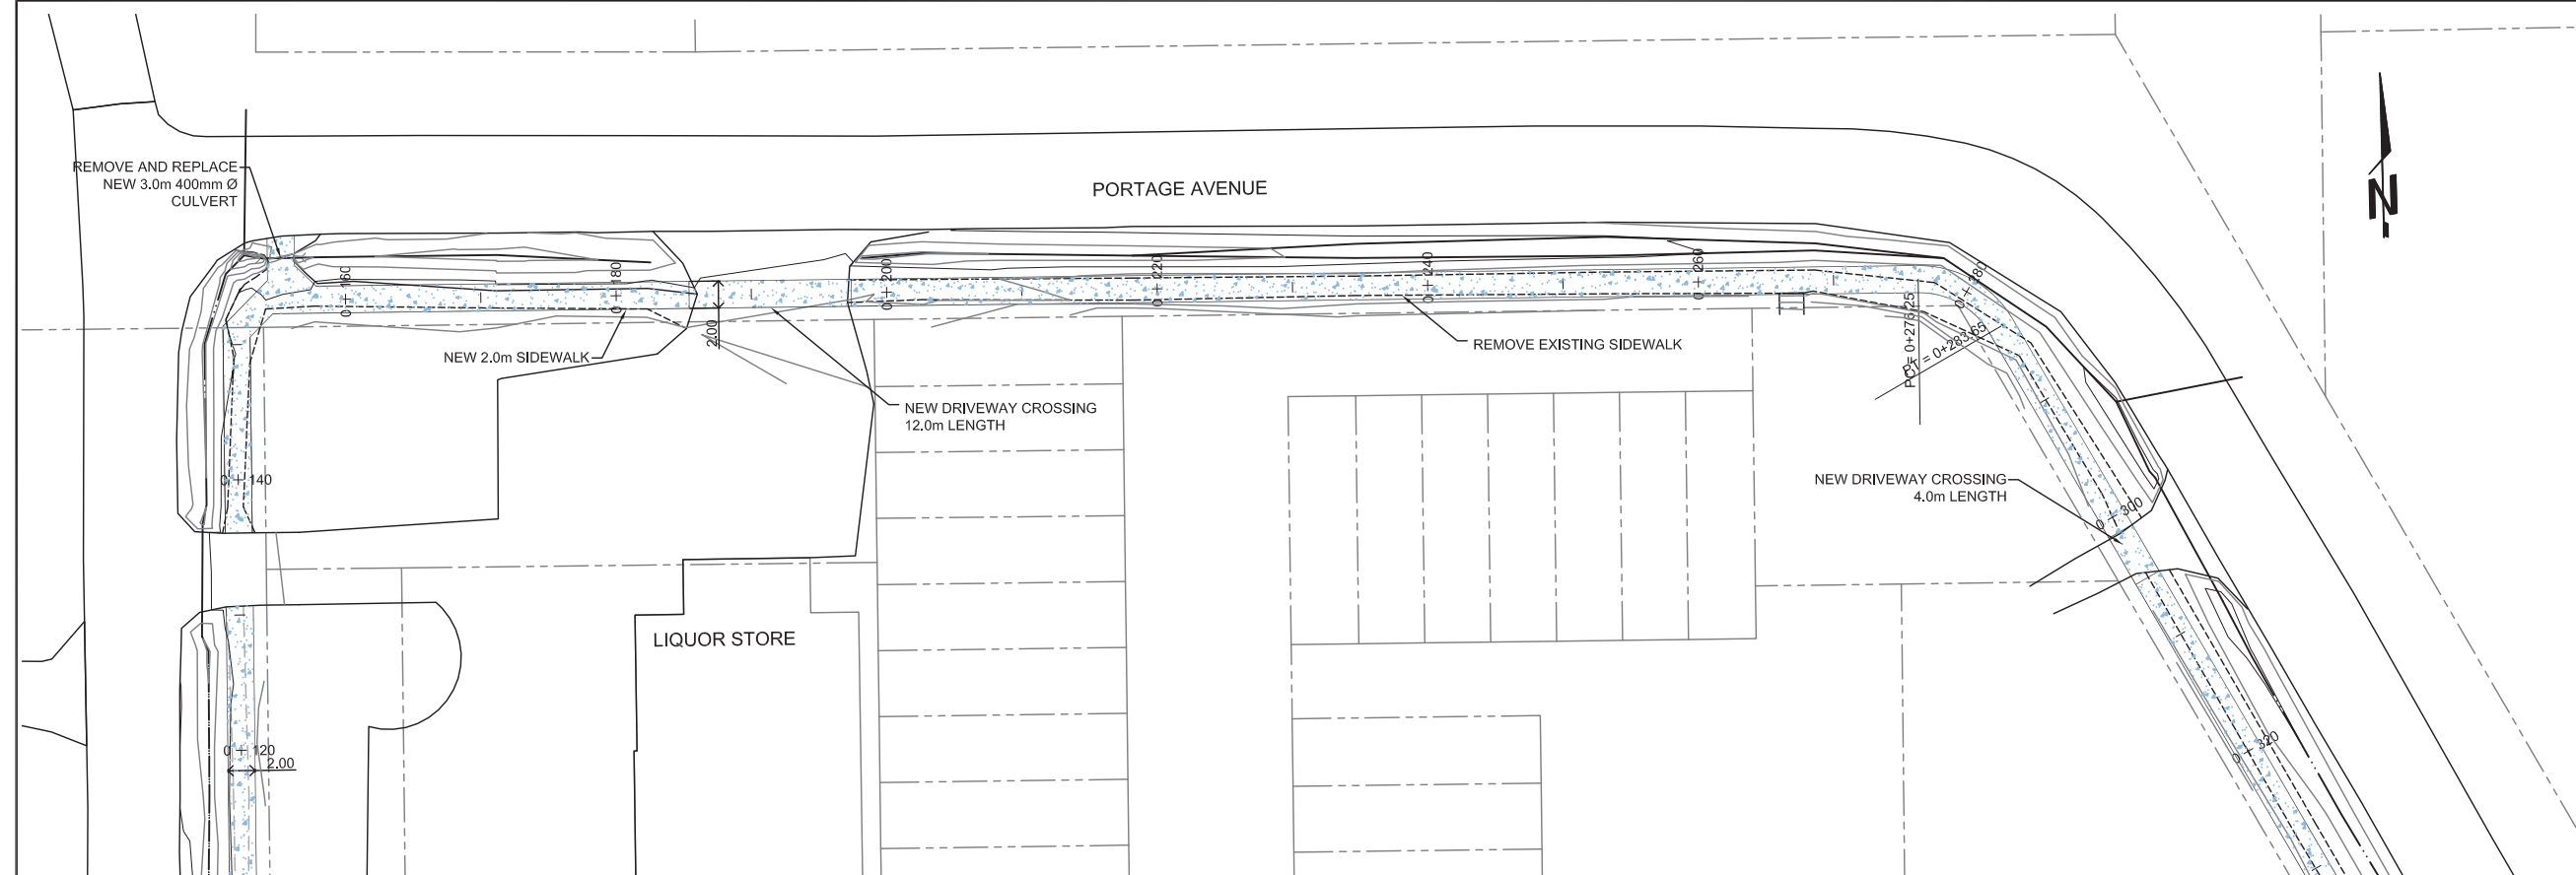 REMOVE AND REPLACE
NEW 3.0m 400mm Ø
CULVERT
PORTAGE AVENUE
N
0+160
0+180
0+200
0+220
0+240
0+260
0+280
NEW 2.0m SIDEWALK
2.00
REMOVE EXISTING SIDEWALK
PC = 0+276.25
PT = 0+283.65
NEW DRIVEWAY CROSSING
12.0m LENGTH
0+140
NEW DRIVEWAY CROSSING
4.0m LENGTH
0+300
LIQUOR STORE
0+120
2.00
0+320